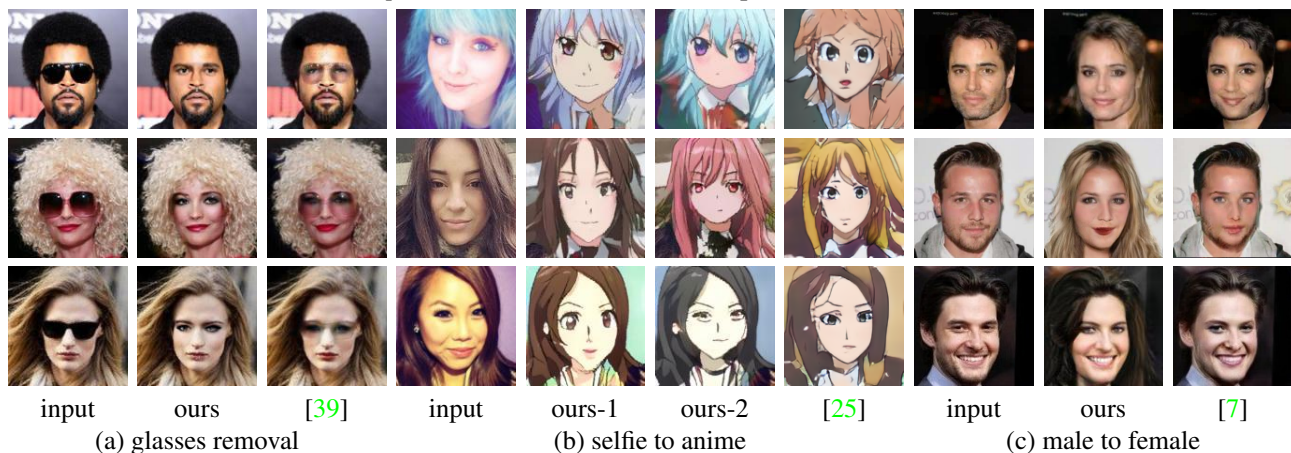 input ours [39] input ours-1 ours-2 [25] input ours [7]
(a) glasses removal (b) selfie to anime (c) male to female